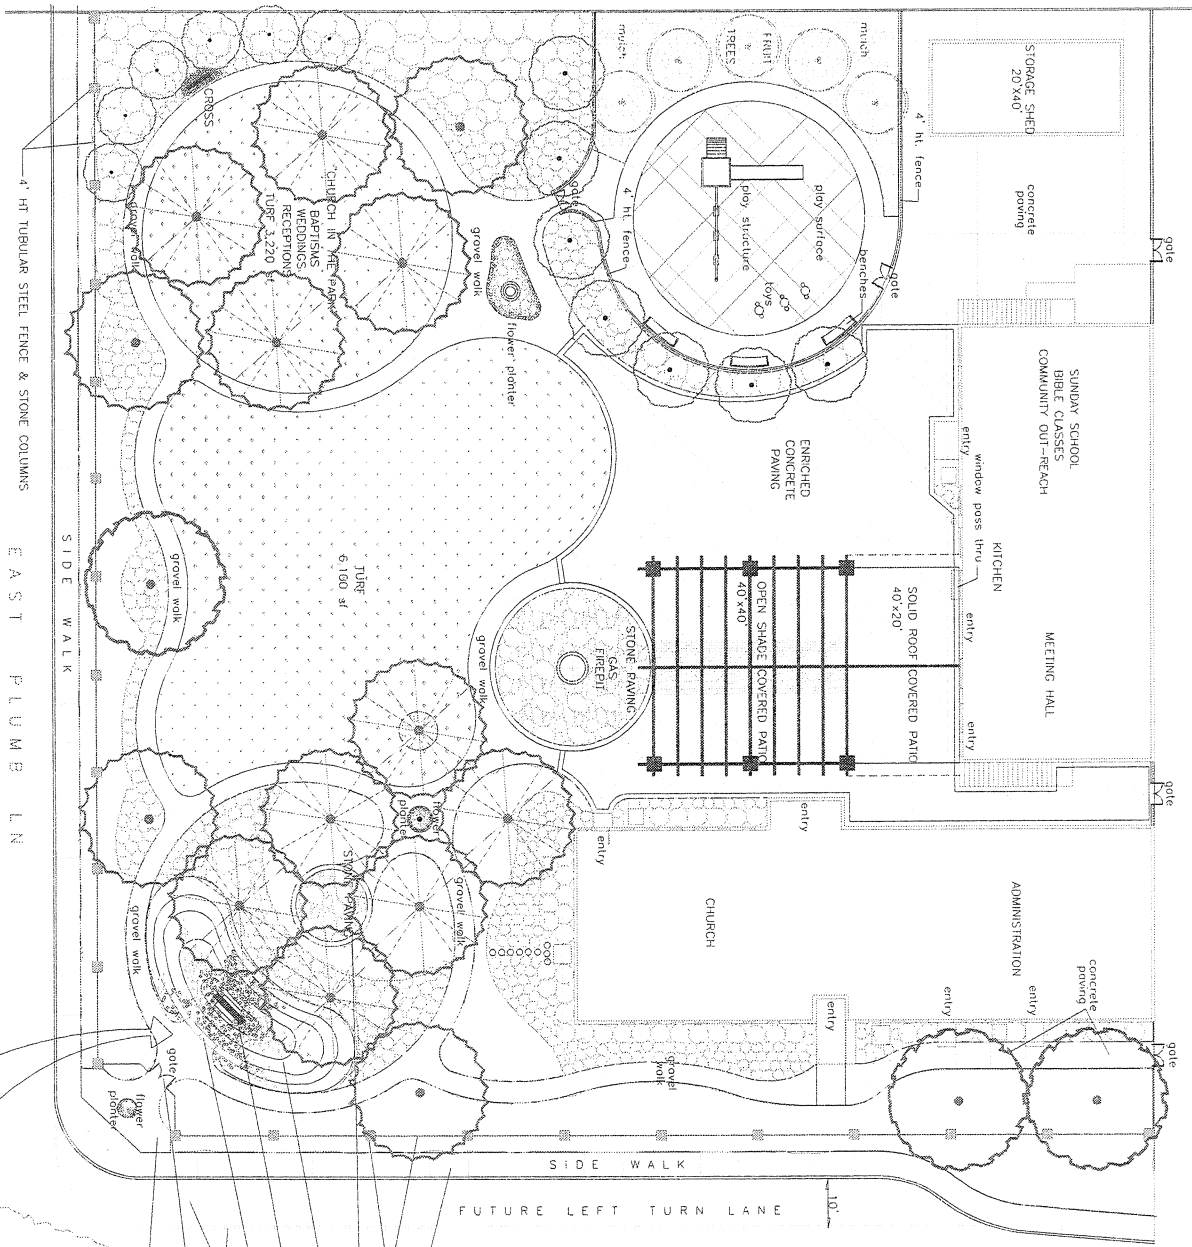 mulch
FRUIT
TREES
mulch
STORAGE SHED
20'X40'
4' ht. fence
concrete
paving
gate
CROSS
4' HT TUBULAR STEEL FENCE & STONE COLUMNS
CHURCH IN THE PARK
BAPTISMS
WEDDINGS
RECEPTIONS
TURF 3,220 sf
gravel walk
gravel walk
gate
4' ht. fence
play structure
play surface
toys
benches
gate
flower planter
SUNDAY SCHOOL
BIBLE CLASSES
COMMUNITY OUT-REACH
ENRICHED
CONCRETE
PAVING
entry
window pass thru
KITCHEN
entry
MEETING HALL
entry
SIDE WALK
EAST PLUMB LN
gravel walk
TURF
6,100 sf
gravel walk
STONE PAVING
GAS
FIREPIT
OPEN SHADE COVERED PATIO
40'x40'
SOLID ROOF COVERED PATIO
40'x20'
gate
flower
planter
entry
entry
STONE PAVING
gravel walk
gravel walk
CHURCH
ADMINISTRATION
entry
entry
entry
concrete
paving
gate
gate
gravel
walk
flower
planter
SIDE WALK
FUTURE LEFT TURN LANE
10'